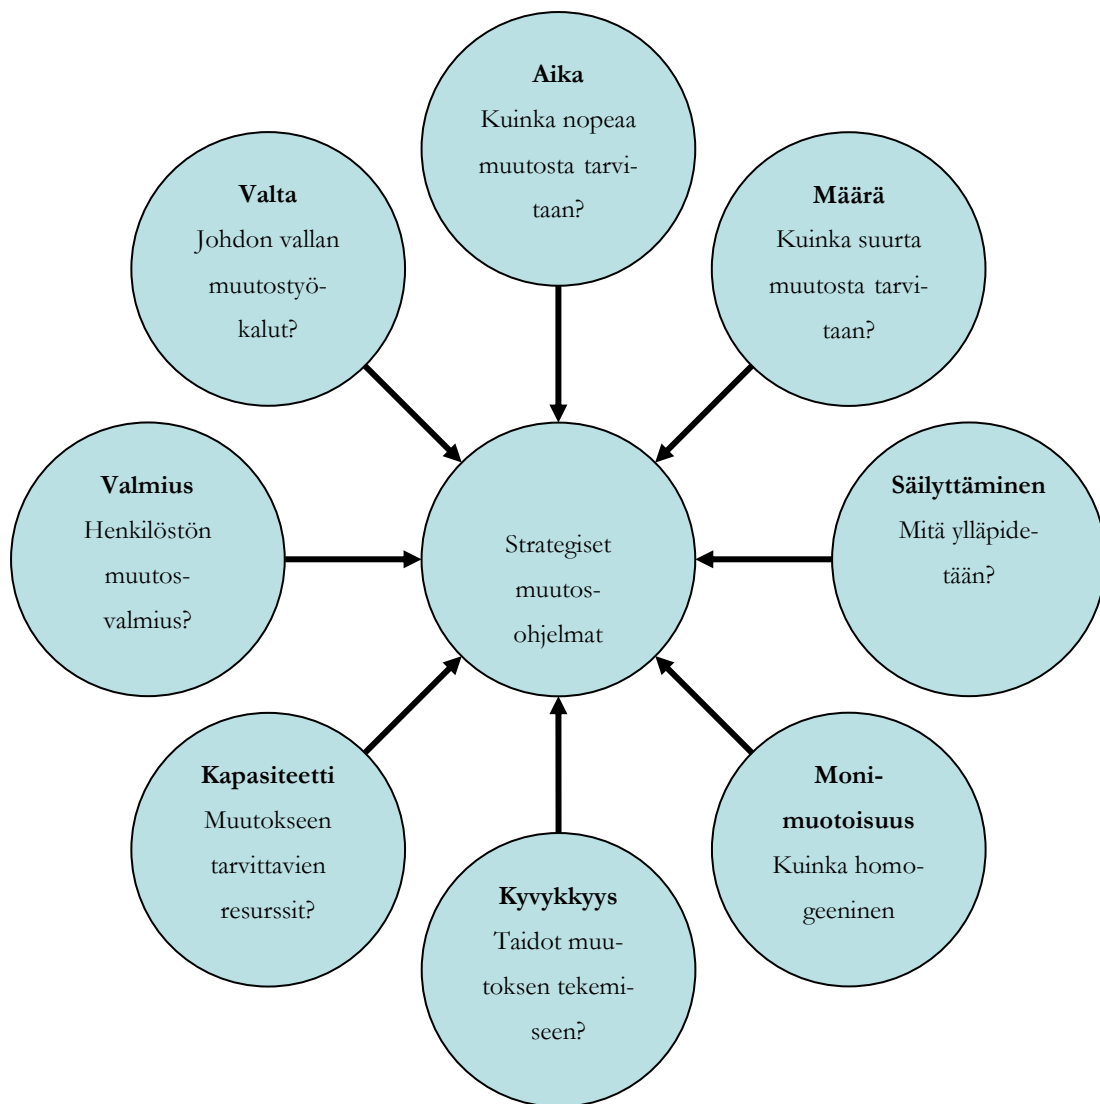 Aika
Kuinka nopeaa
muutosta tarvi-
taan?
Määrä
Kuinka suurta
muutosta tarvi-
taan?
Säilyttäminen
Mitä ylläpide-
tään?
Moni-
muotoisuus
Kuinka homo-
geeninen
Kyvykkyys
Taidot muu-
toksen tekemi-
seen?
Kapasiteetti
Muutokseen
tarvittavien
resurssit?
Valmius
Henkilöstön
muutos-
valmius?
Valta
Johdon vallan
muutostyö-
kalut?
Strategiset
muutos-
ohjelmat